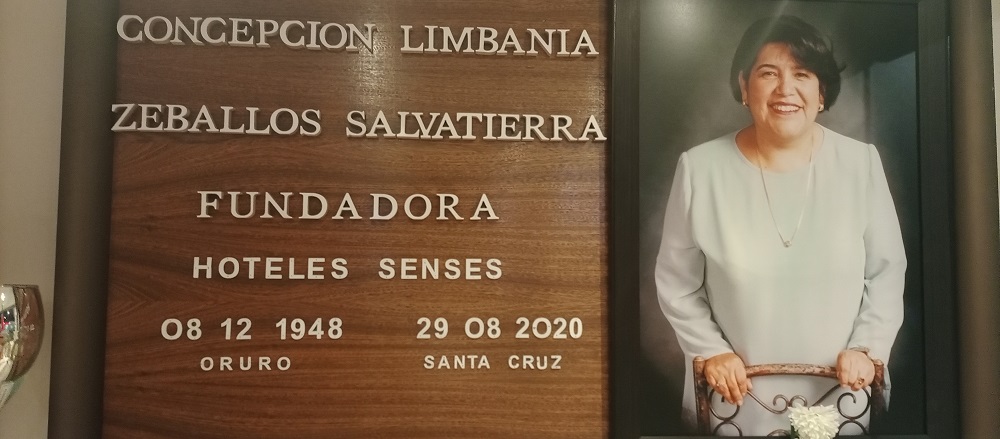 CONCEPCION LIMBANIA
ZEBALLOS SALVATIERRA
FUNDADORA
HOTELES SENSES
08 12 1948 29 08 2020
ORURO SANTA CRUZ